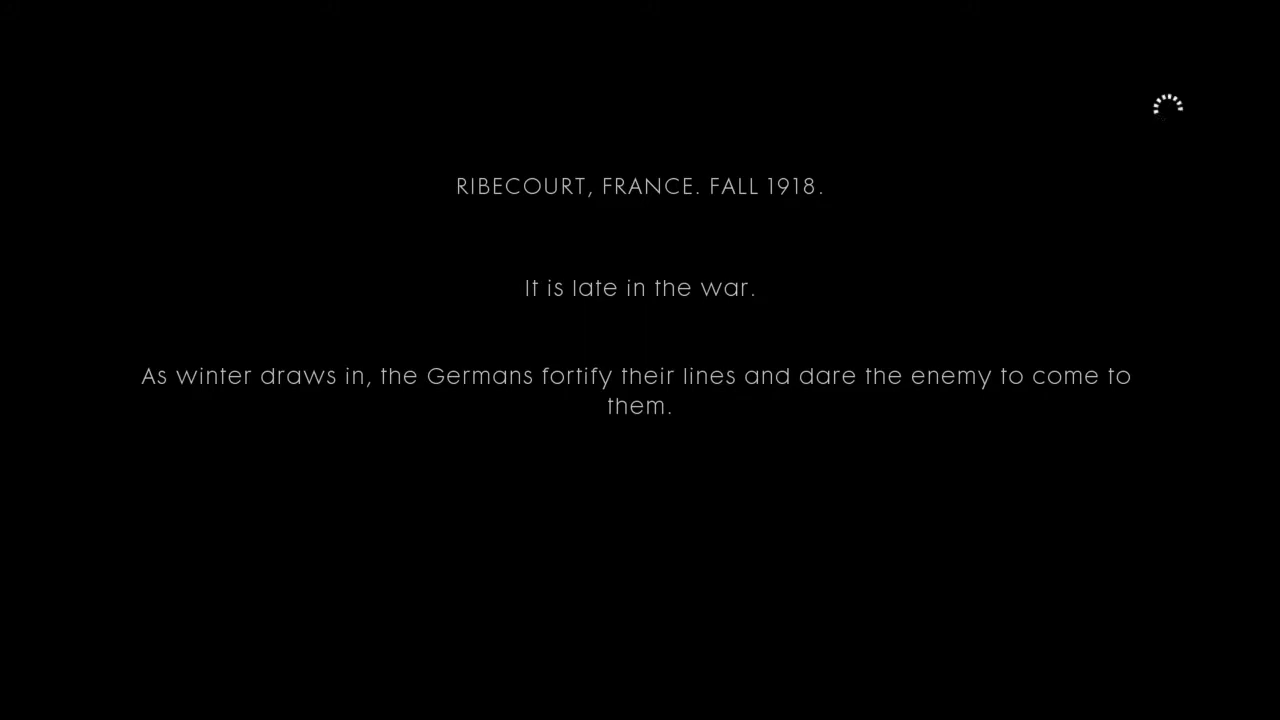 RIBECOURT, FRANCE. FALL 1918.
It is late in the war.
As winter draws in, the Germans fortify their lines and dare the enemy to come to
them.